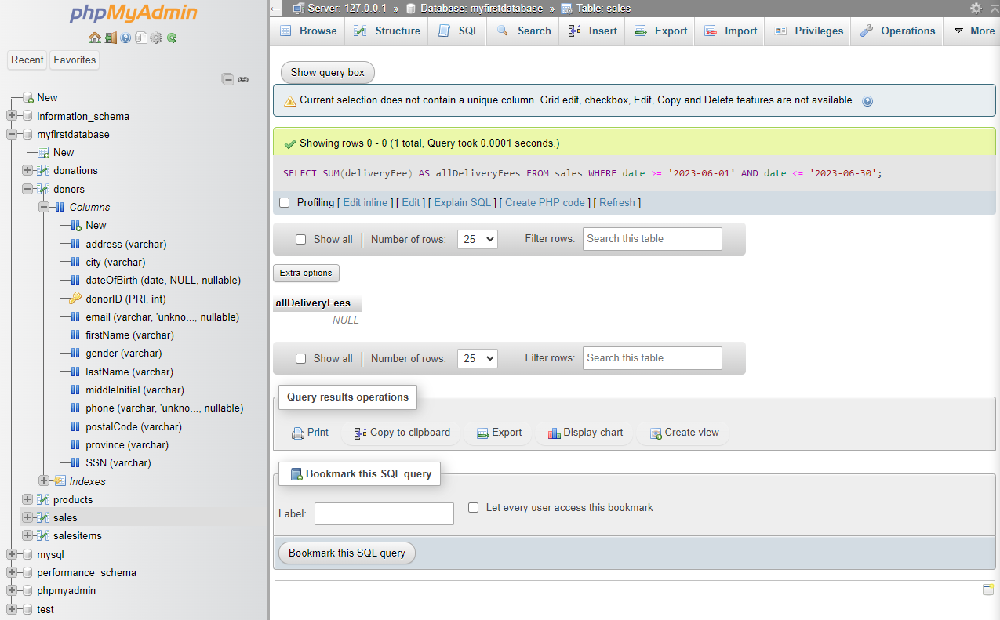 phpMyAdmin
Recent Favorites
New
information_schema
myfirstdatabase
New
donations
donors
Columns
New
address (varchar)
city (varchar)
dateOfBirth (date, NULL, nullable)
donorID (PRI, int)
email (varchar, 'unkno..., nullable)
firstName (varchar)
gender (varchar)
lastName (varchar)
middleInitial (varchar)
phone (varchar, 'unkno..., nullable)
postalCode (varchar)
province (varchar)
SSN (varchar)
Indexes
products
sales
salesitems
mysql
performance_schema
phpmyadmin
test
Server: 127.0.0.1 » Database: myfirstdatabase » Table: sales
Browse Structure SQL Search Insert Export Import Privileges Operations More
Show query box
Current selection does not contain a unique column. Grid edit, checkbox, Edit, Copy and Delete features are not available.
Showing rows 0 - 0 (1 total, Query took 0.0001 seconds.)
SELECT SUM(deliveryFee) AS allDeliveryFees FROM sales WHERE date >= '2023-06-01' AND date <= '2023-06-30';
Profiling [ Edit inline ] [ Edit ] [ Explain SQL ] [ Create PHP code ] [ Refresh ]
Show all Number of rows: 25 Filter rows: Search this table
Extra options
allDeliveryFees
NULL
Show all Number of rows: 25 Filter rows: Search this table
Query results operations
Print Copy to clipboard Export Display chart Create view
Bookmark this SQL query
Label: Let every user access this bookmark
Bookmark this SQL query